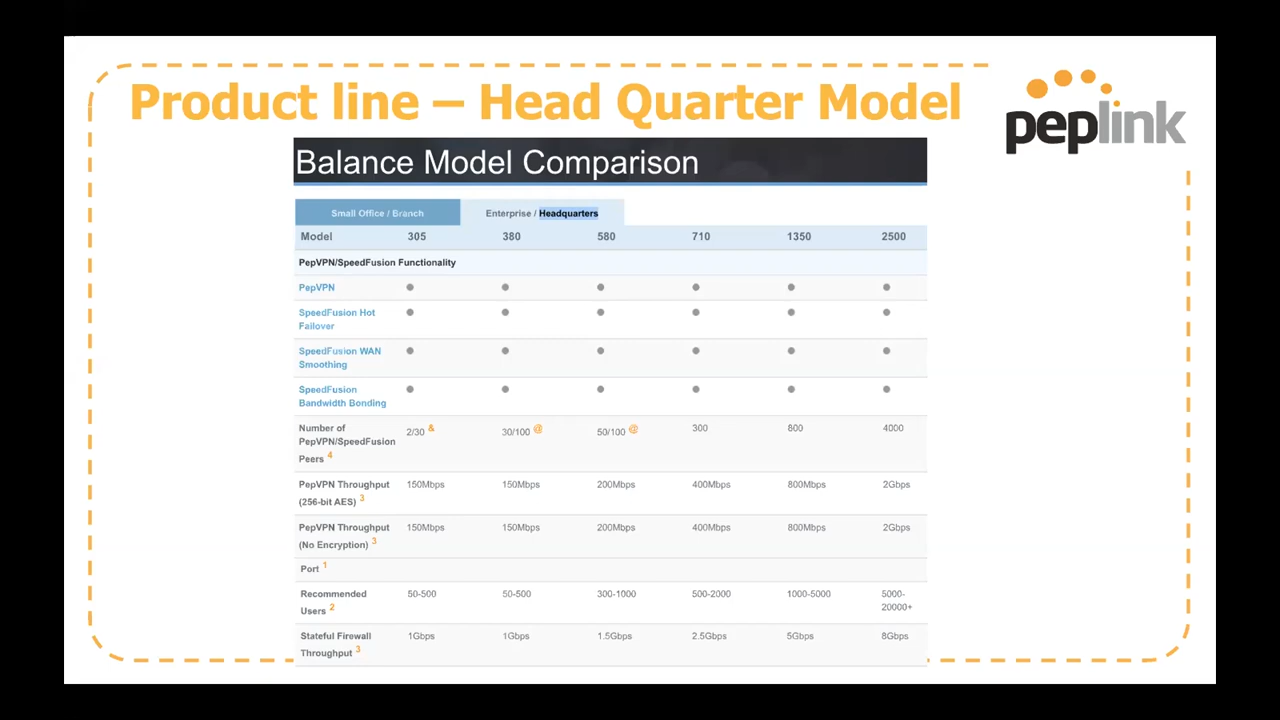 Product line – Head Quarter Model
peplink
Balance Model Comparison
Small Office / Branch Enterprise / Headquarters
Model 305 380 580 710 1350 2500
PepVPN/SpeedFusion Functionality
PepVPN ● ● ● ● ● ●
SpeedFusion Hot ● ● ● ● ● ●
Failover
SpeedFusion WAN ● ● ● ● ● ●
Smoothing
SpeedFusion ● ● ● ● ● ●
Bandwidth Bonding
Number of 2/30 & 30/100 @ 50/100 @ 300 800 4000
PepVPN/SpeedFusion
Peers 4
PepVPN Throughput 150Mbps 150Mbps 200Mbps 400Mbps 800Mbps 2Gbps
(256-bit AES) 3
PepVPN Throughput 150Mbps 150Mbps 200Mbps 400Mbps 800Mbps 2Gbps
(No Encryption) 3
Port 1
Recommended 50-500 50-500 300-1000 500-2000 1000-5000 5000-
Users 2 20000+
Stateful Firewall 1Gbps 1Gbps 1.5Gbps 2.5Gbps 5Gbps 8Gbps
Throughput 3